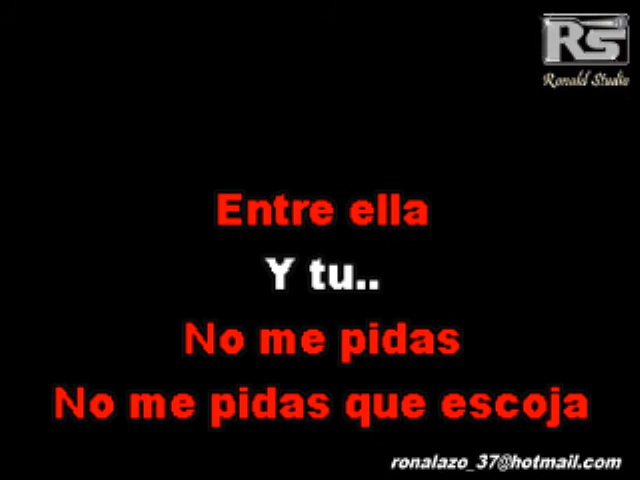 RS
Ronald Studio
Entre ella
Y tu..
No me pidas
No me pidas que escoja
ronalazo_37@hotmail.com